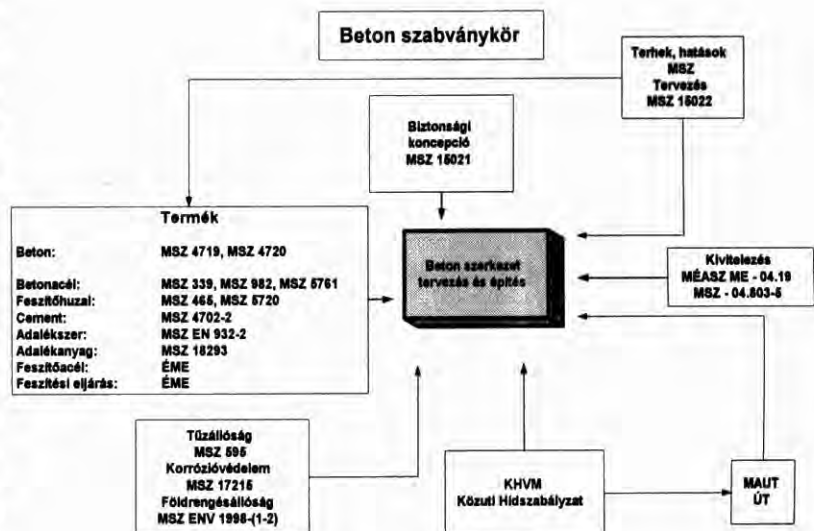 Beton szabványkör
Terhek, hatások
MSZ
Tervezés
MSZ 15022
Biztonsági
koncepció
MSZ 15021
Termék
Beton: MSZ 4719, MSZ 4720
Betonacél: MSZ 339, MSZ 982, MSZ 5761
Feszítőhuzal: MSZ 465, MSZ 5720
Cement: MSZ 4702-2
Adalékszer: MSZ EN 932-2
Adalékanyag: MSZ 18293
Feszítőacél: ÉME
Feszítési eljárás: ÉME
Beton szerkezet
tervezés és építés
Kivitelezés
MÉASZ ME - 04.19
MSZ - 04.803-5
Tűzállóság
MSZ 595
Korrózióvédelem
MSZ 17215
Földrengésállóság
MSZ ENV 1998-(1-2)
KHVM
Közuti Hidszabályzat
MAUT
ÚT